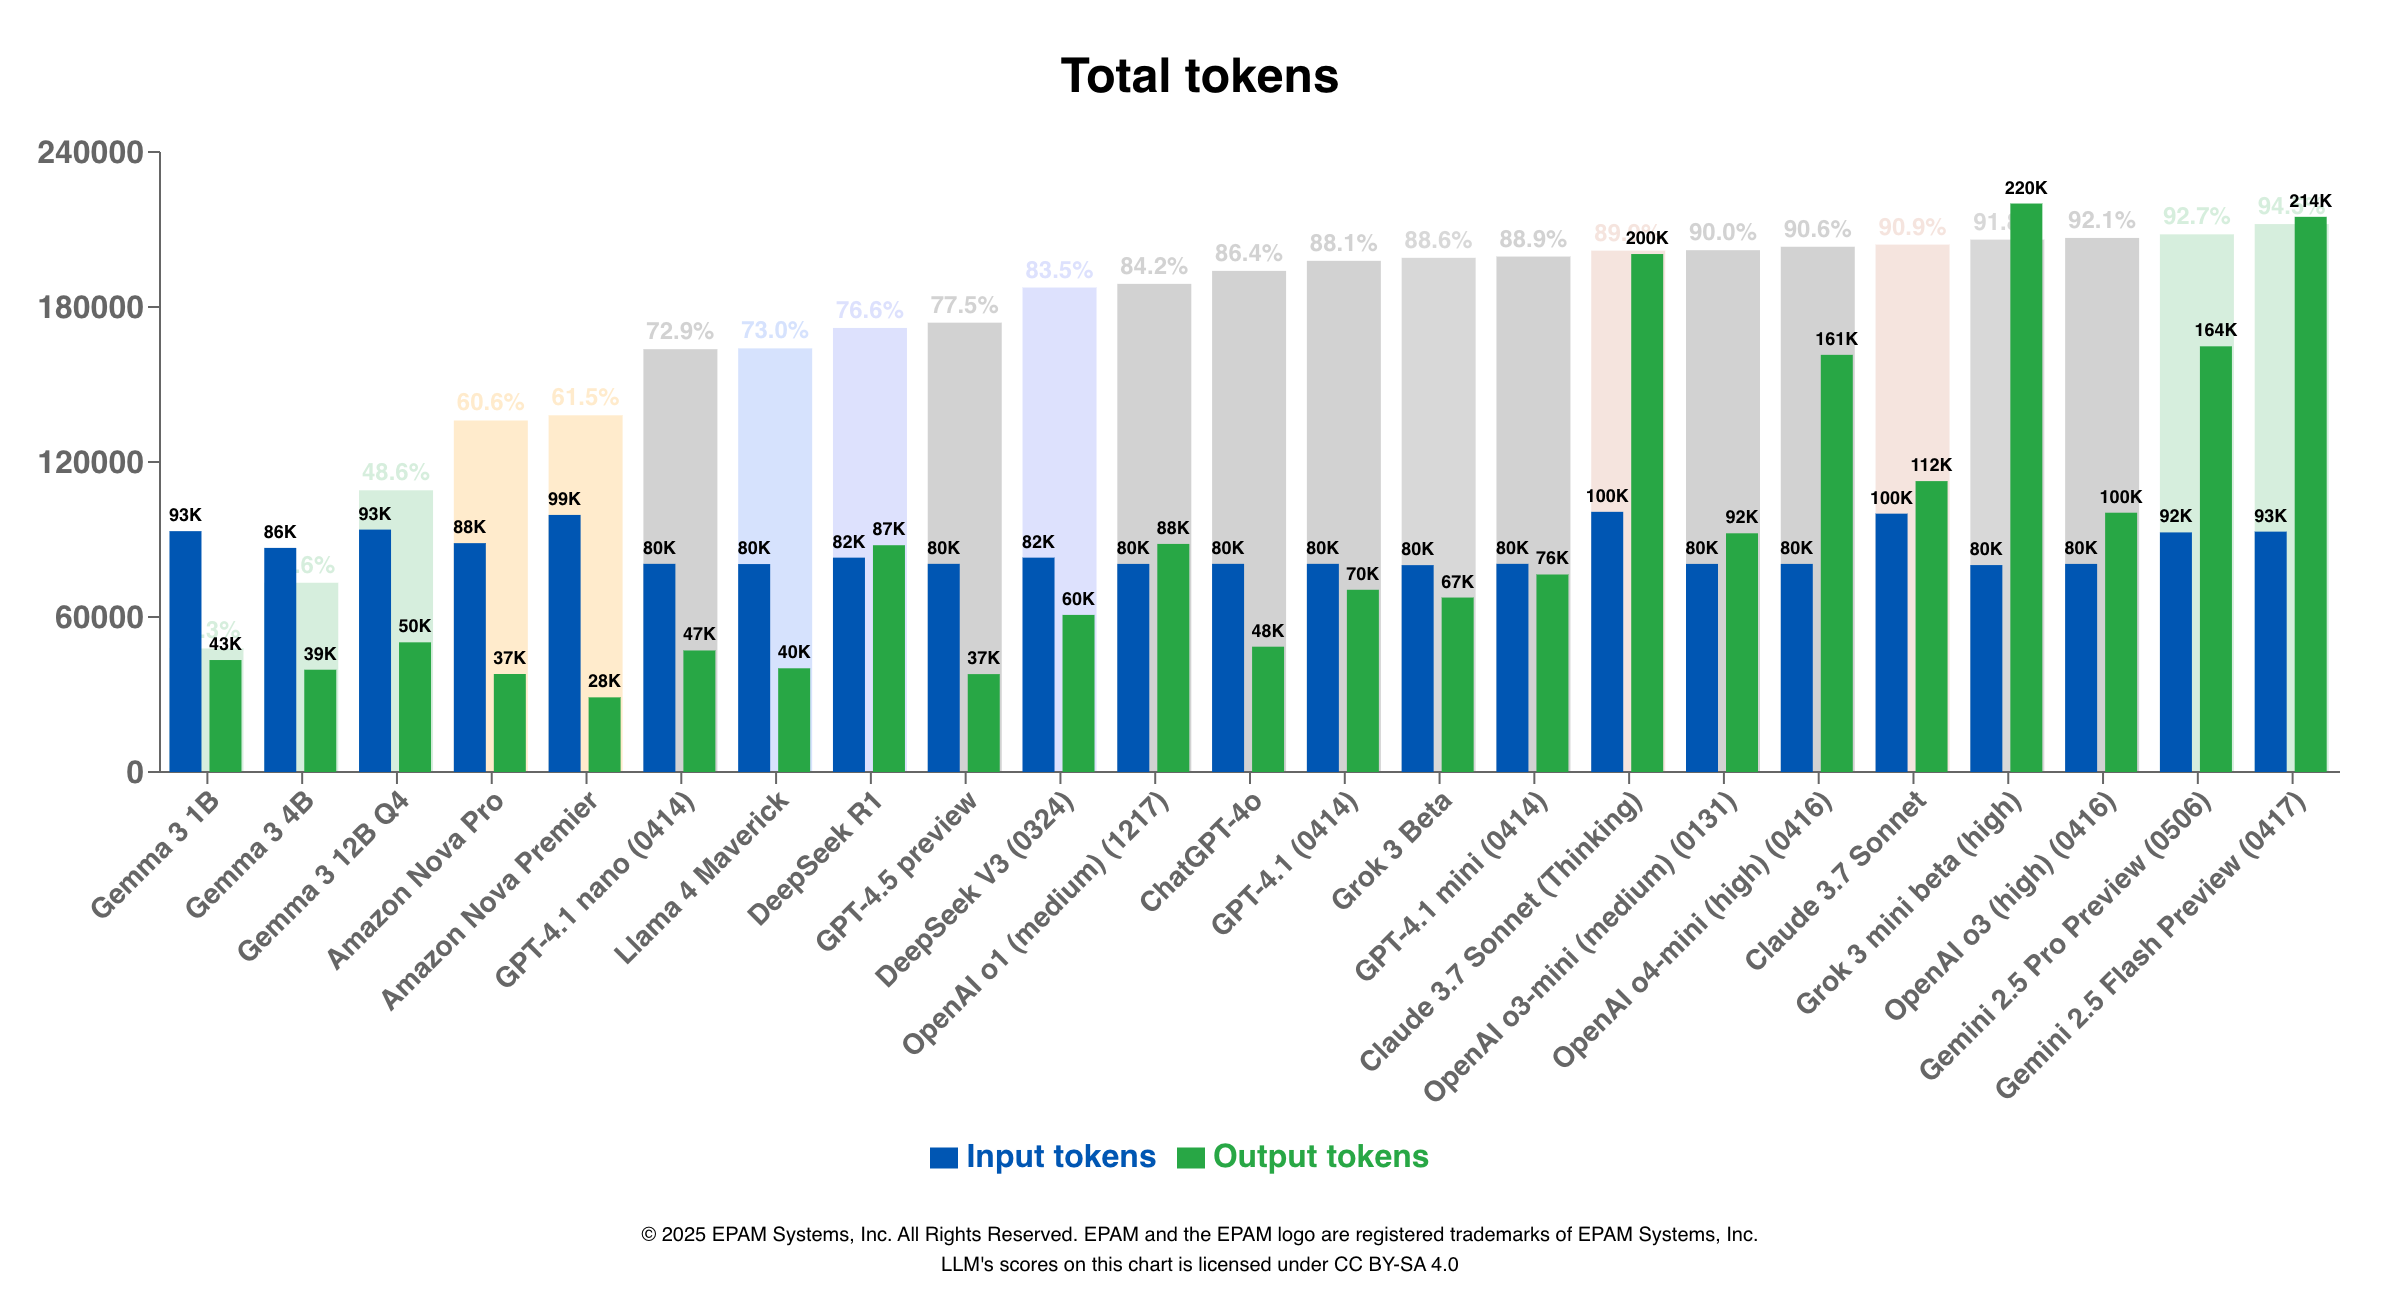 Total tokens
240000
180000
120000
60000
0
60.6%
61.5%
48.6%
72.9%
73.0%
76.6%
77.5%
83.5%
84.2%
86.4%
88.1%
88.6%
88.9%
90.0%
90.6%
90.9%
92.1%
92.7%
93K 43K
86K 39K
93K 50K
88K 37K
99K 28K
80K 47K
80K 40K
82K 87K
80K 37K
82K 60K
80K 88K
80K 48K
80K 70K
80K 67K
80K 76K
100K 200K
80K 92K
80K 161K
100K 112K
80K 220K
80K 100K
92K 164K
93K 214K
Gemma 3 1B
Gemma 3 4B
Gemma 3 12B Q4
Amazon Nova Pro
Amazon Nova Premier
GPT-4.1 nano (0414)
Llama 4 Maverick
DeepSeek R1
GPT-4.5 preview
DeepSeek V3 (0324)
OpenAI o1 (medium) (1217)
ChatGPT-4o
GPT-4.1 (0414)
Grok 3 Beta
GPT-4.1 mini (0414)
Claude 3.7 Sonnet (Thinking)
OpenAI o3-mini (medium) (0131)
OpenAI o4-mini (high) (0416)
Claude 3.7 Sonnet
Grok 3 mini beta (high)
OpenAI o3 (high) (0416)
Gemini 2.5 Pro Preview (0506)
Gemini 2.5 Flash Preview (0417)
Input tokens Output tokens
© 2025 EPAM Systems, Inc. All Rights Reserved. EPAM and the EPAM logo are registered trademarks of EPAM Systems, Inc.
LLM's scores on this chart is licensed under CC BY-SA 4.0